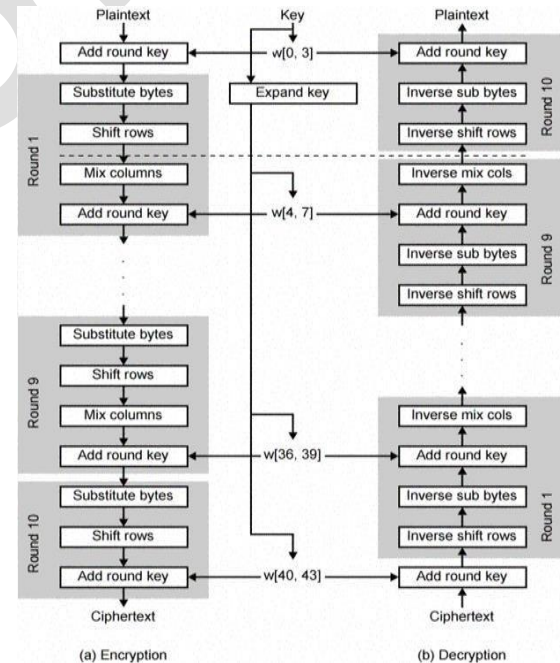 Plaintext
Key
Plaintext
Add round key
w[0, 3]
Add round key
Substitute bytes
Expand key
Inverse sub bytes
Round 1
Shift rows
Inverse shift rows
Round 10
Mix columns
Inverse mix cols
Add round key
w[4, 7]
Add round key
Inverse sub bytes
Round 9
Inverse shift rows
Substitute bytes
Round 9
Shift rows
Mix columns
Inverse mix cols
Add round key
w[36, 39]
Add round key
Substitute bytes
Inverse sub bytes
Round 1
Round 10
Shift rows
Inverse shift rows
Add round key
w[40, 43]
Add round key
Ciphertext
Ciphertext
(a) Encryption
(b) Decryption